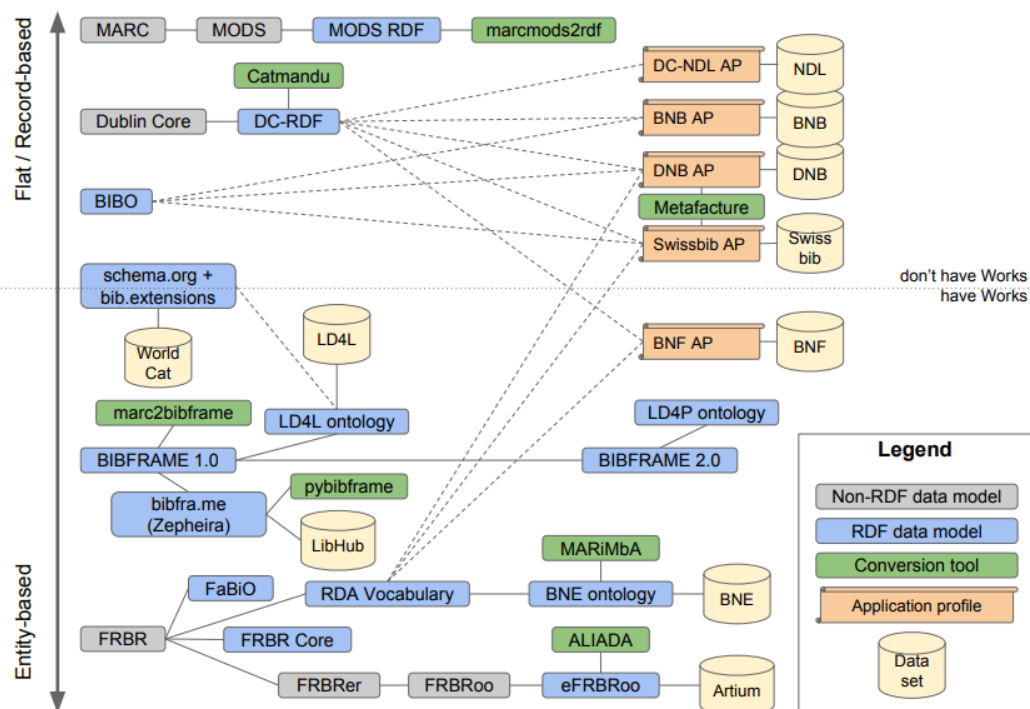 Flat / Record-based
MARC
MODS
MODS RDF
marcmods2rdf
Catmandu
DC-NDL AP
NDL
Dublin Core
DC-RDF
BNB AP
BNB
DNB AP
DNB
BIBO
Metafacture
Swissbib AP
Swiss
bib
schema.org +
bib.extensions
don't have Works
have Works
World
Cat
LD4L
BNF AP
BNF
marc2bibframe
LD4L ontology
LD4P ontology
BIBFRAME 1.0
BIBFRAME 2.0
bibfra.me
(Zepheira)
pybibframe
LibHub
Entity-based
MARiMbA
FaBiO
RDA Vocabulary
BNE ontology
BNE
FRBR
FRBR Core
ALIADA
FRBRer
FRBRoo
eFRBRoo
Artium
Legend
Non-RDF data model
RDF data model
Conversion tool
Application profile
Data
set